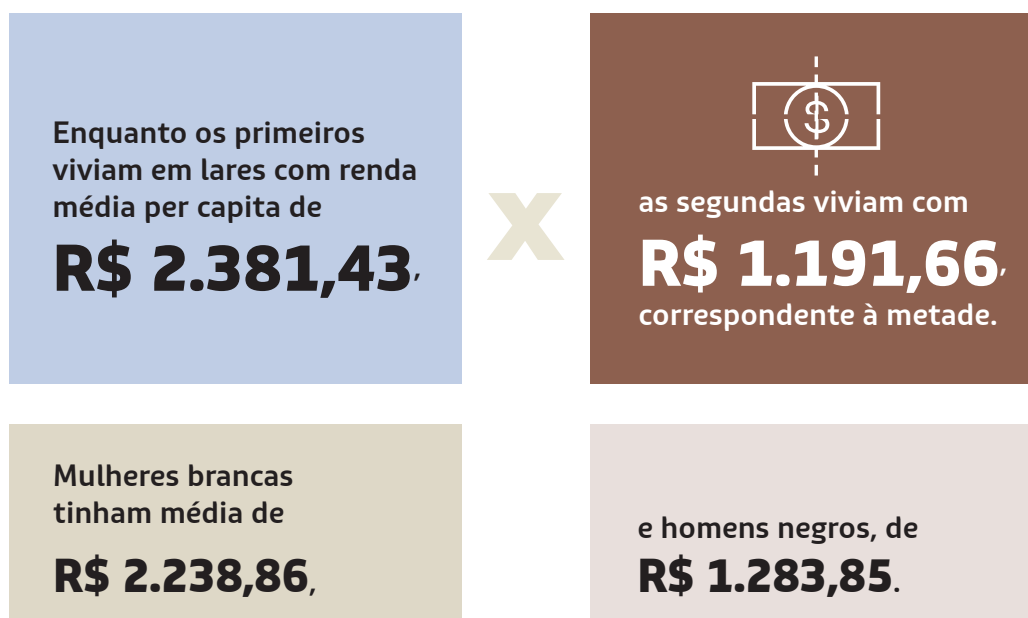 Enquanto os primeiros
viviam em lares com renda
média per capita de
R$ 2.381,43,
x
$
as segundas viviam com
R$ 1.191,66,
correspondente à metade.
Mulheres brancas
tinham média de
R$ 2.238,86,
e homens negros, de
R$ 1.283,85.